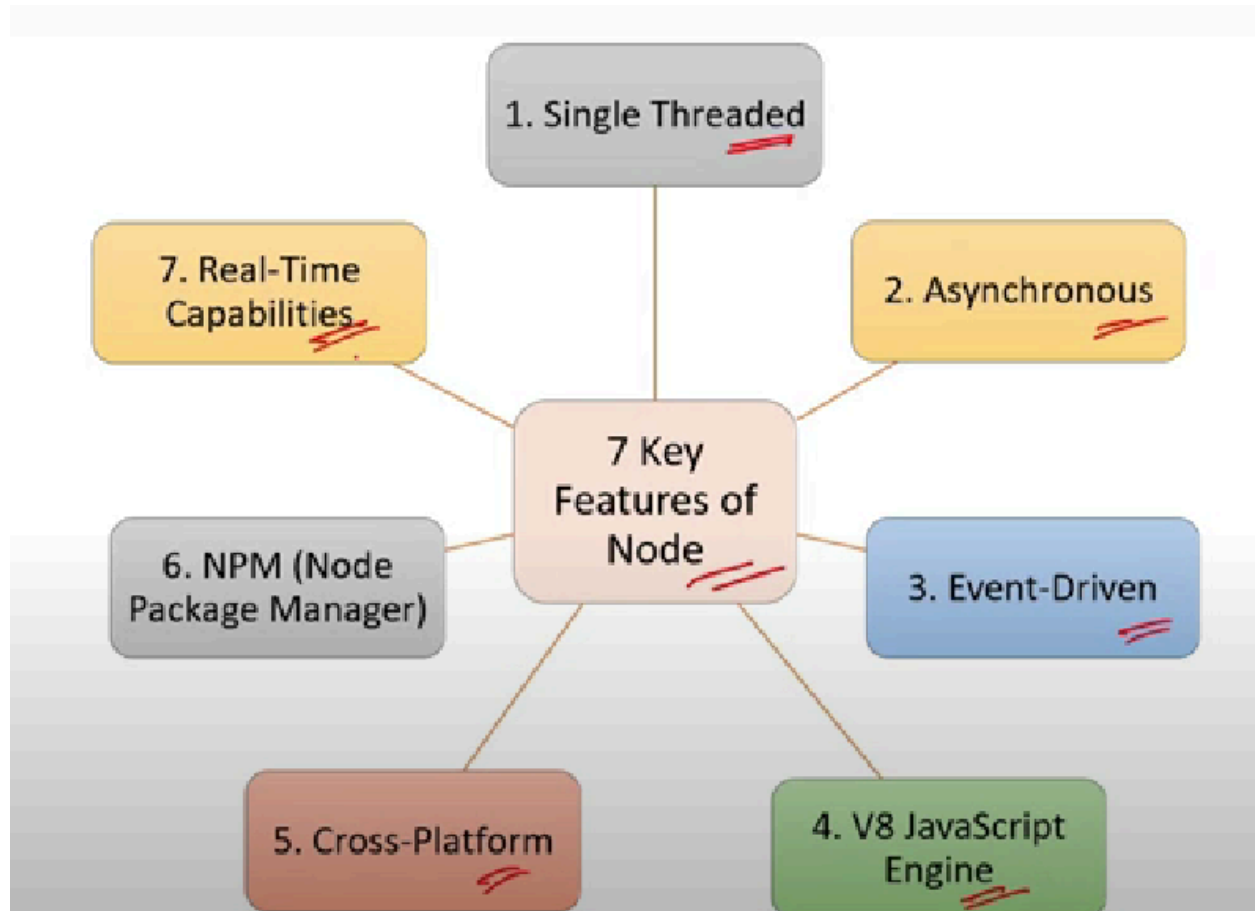 1. Single Threaded
7. Real-Time
Capabilities
2. Asynchronous
7 Key
Features of
Node
6. NPM (Node
Package Manager)
3. Event-Driven
5. Cross-Platform
4. V8 JavaScript
Engine